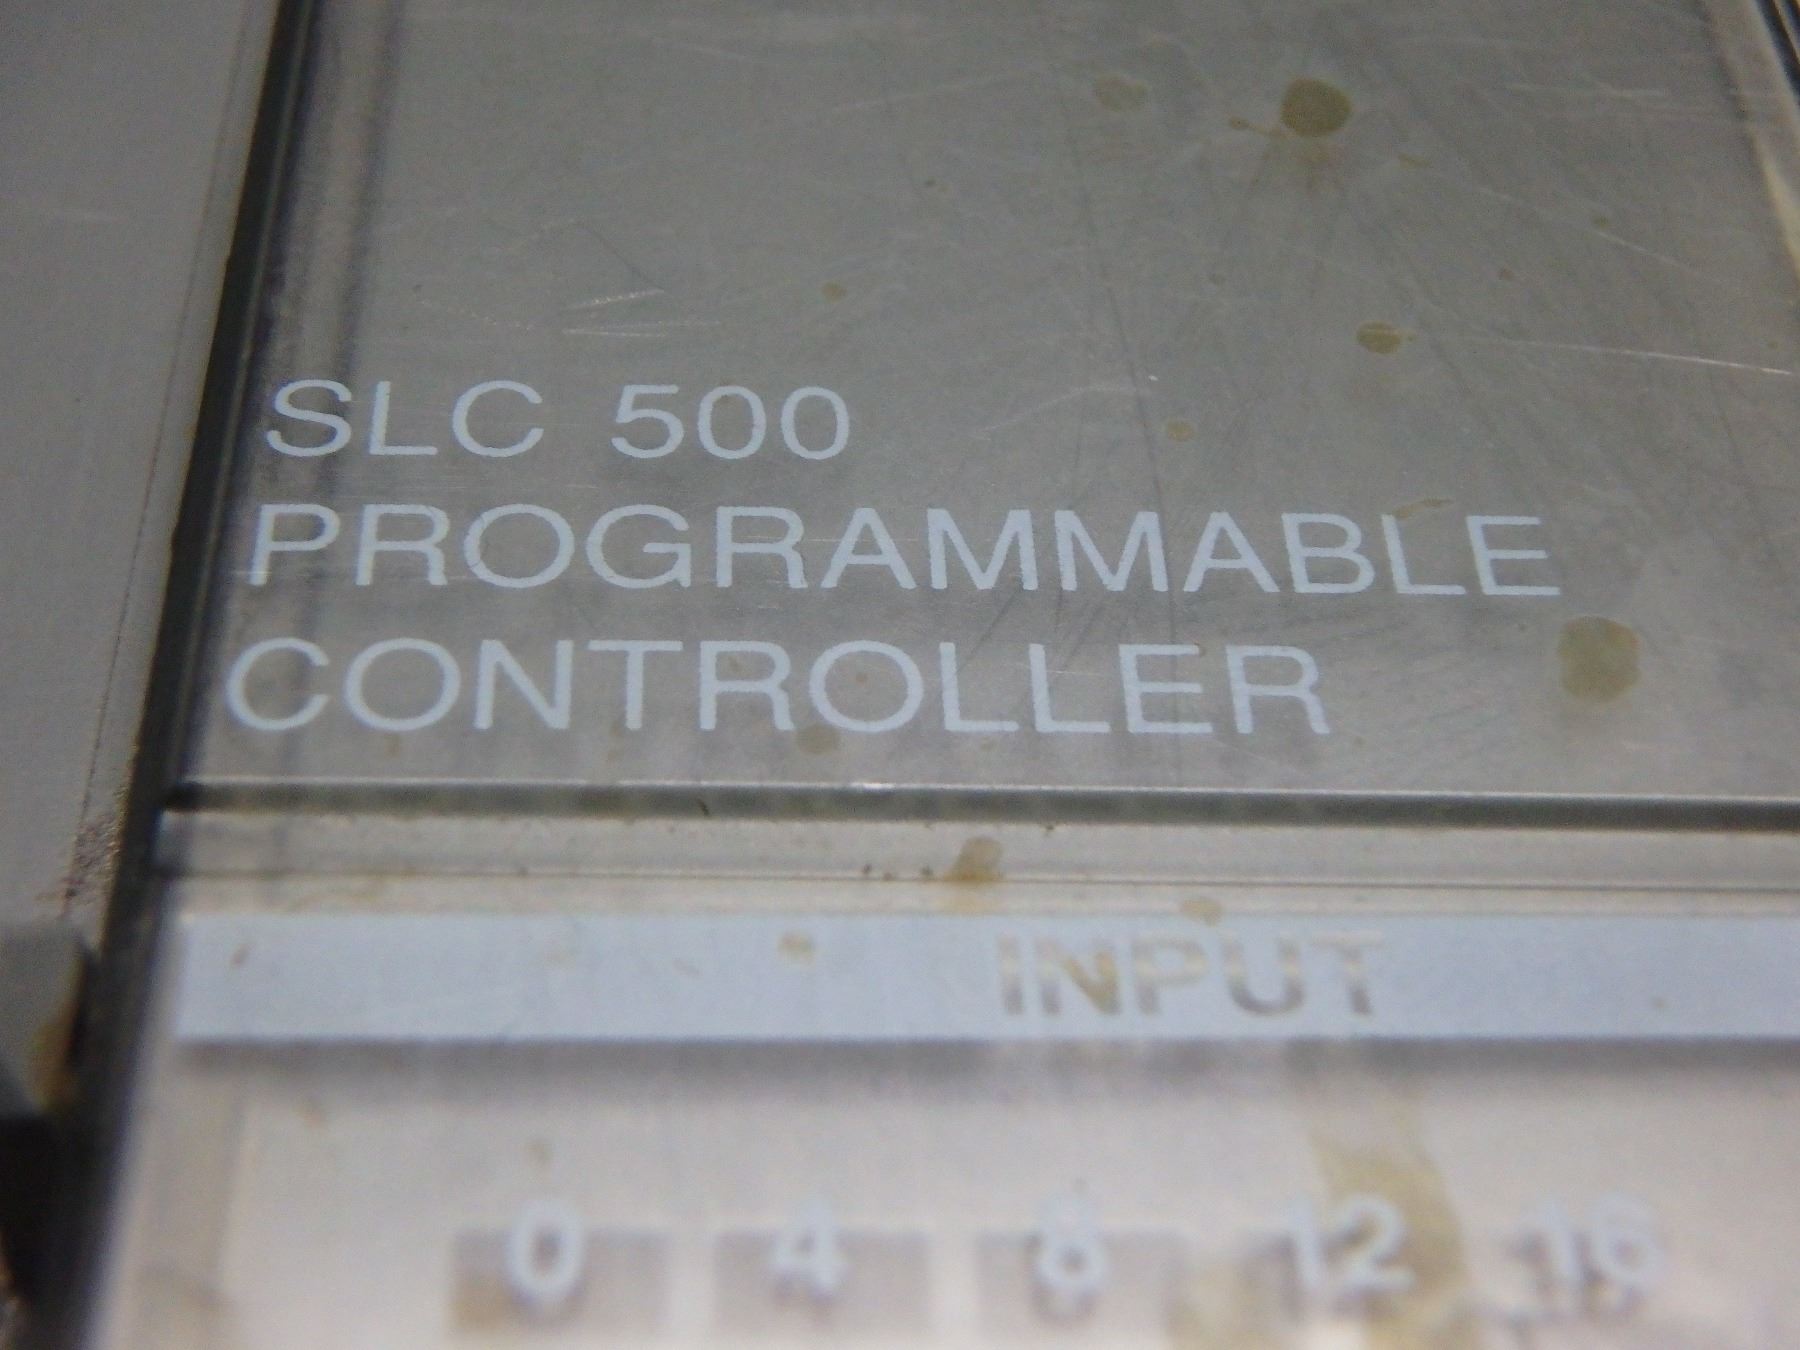 SLC 500
PROGRAMMABLE
CONTROLLER
INPUT
0 4 8 12 16